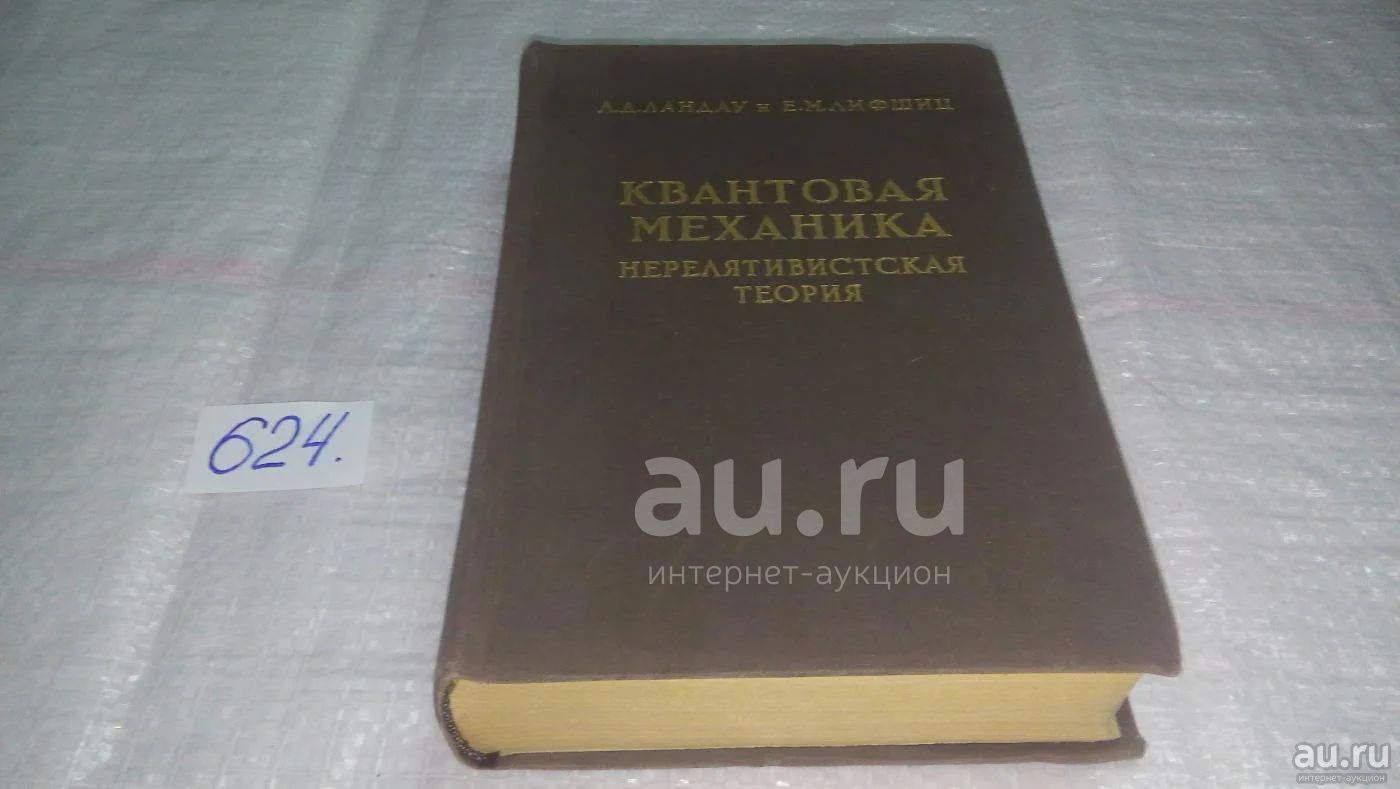 Л.Д.ЛАНДАУ и Е.М.ЛИФШИЦ
КВАНТОВАЯ
МЕХАНИКА
НЕРЕЛЯТИВИСТСКАЯ
ТЕОРИЯ
624.
au.ru
интернет-аукцион
au.ru
интернет-аукцион